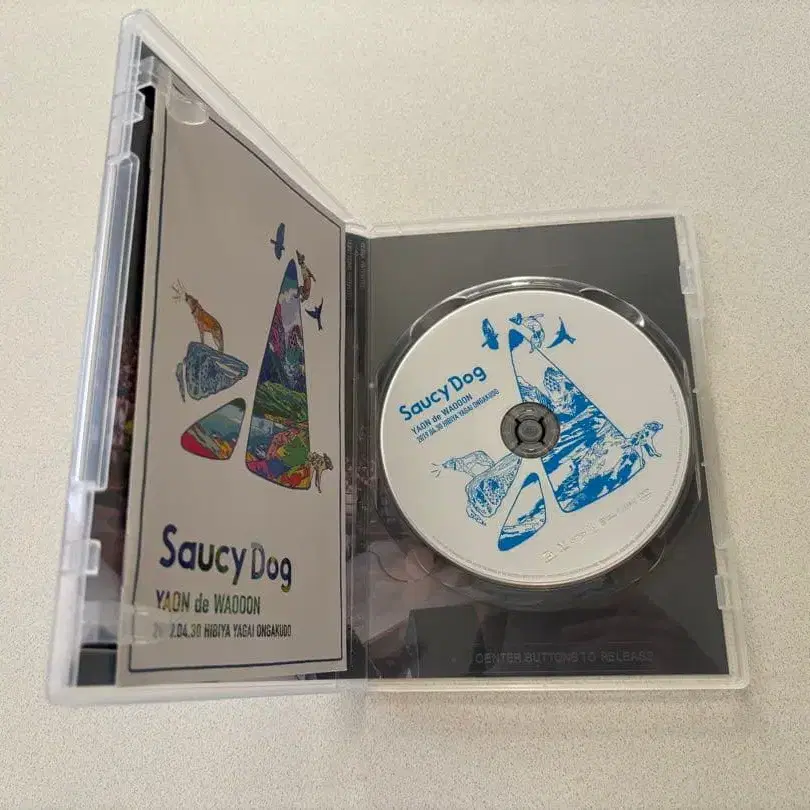 Saucy Dog
YAON de WAOOON
2019.04.30 HIBIYA YAGAI ONGAKUDO
Saucy Dog
YAON de WAOOON
2019.04.30 HIBIYA YAGAI ONGAKUDO
CENTER BUTTONS TO RELEASE